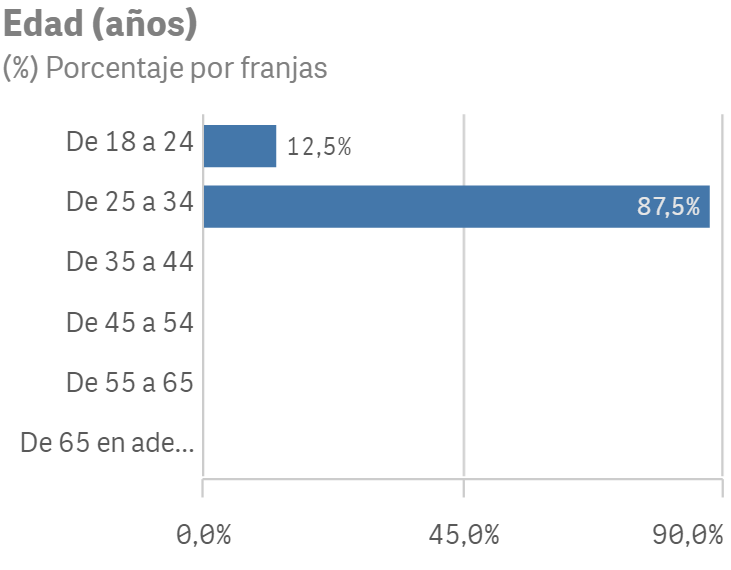 Edad (años)
(%) Porcentaje por franjas
De 18 a 24 12,5%
De 25 a 34 87,5%
De 35 a 44
De 45 a 54
De 55 a 65
De 65 en ade...
0,0% 45,0% 90,0%